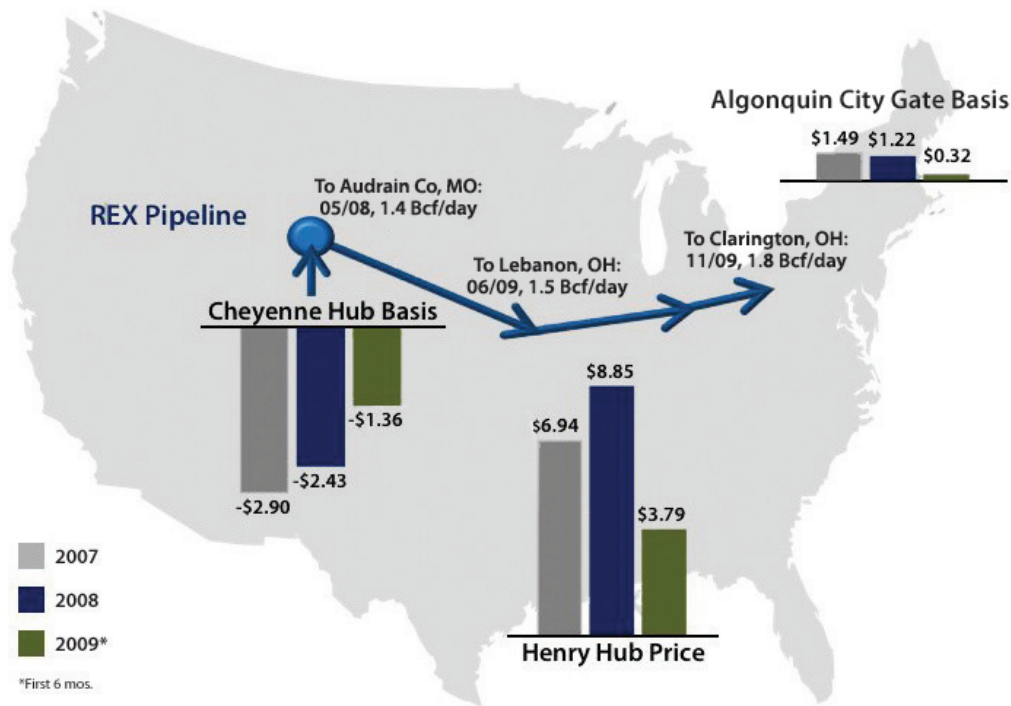 Algonquin City Gate Basis
$1.49 $1.22
$0.32
To Audrain Co, MO:
05/08, 1.4 Bcf/day
REX Pipeline
To Clarington, OH:
11/09, 1.8 Bcf/day
To Lebanon, OH:
06/09, 1.5 Bcf/day
Cheyenne Hub Basis
-$1.36
-$2.43
-$2.90
$8.85
$6.94
$3.79
Henry Hub Price
2007
2008
2009*
*First 6 mos.